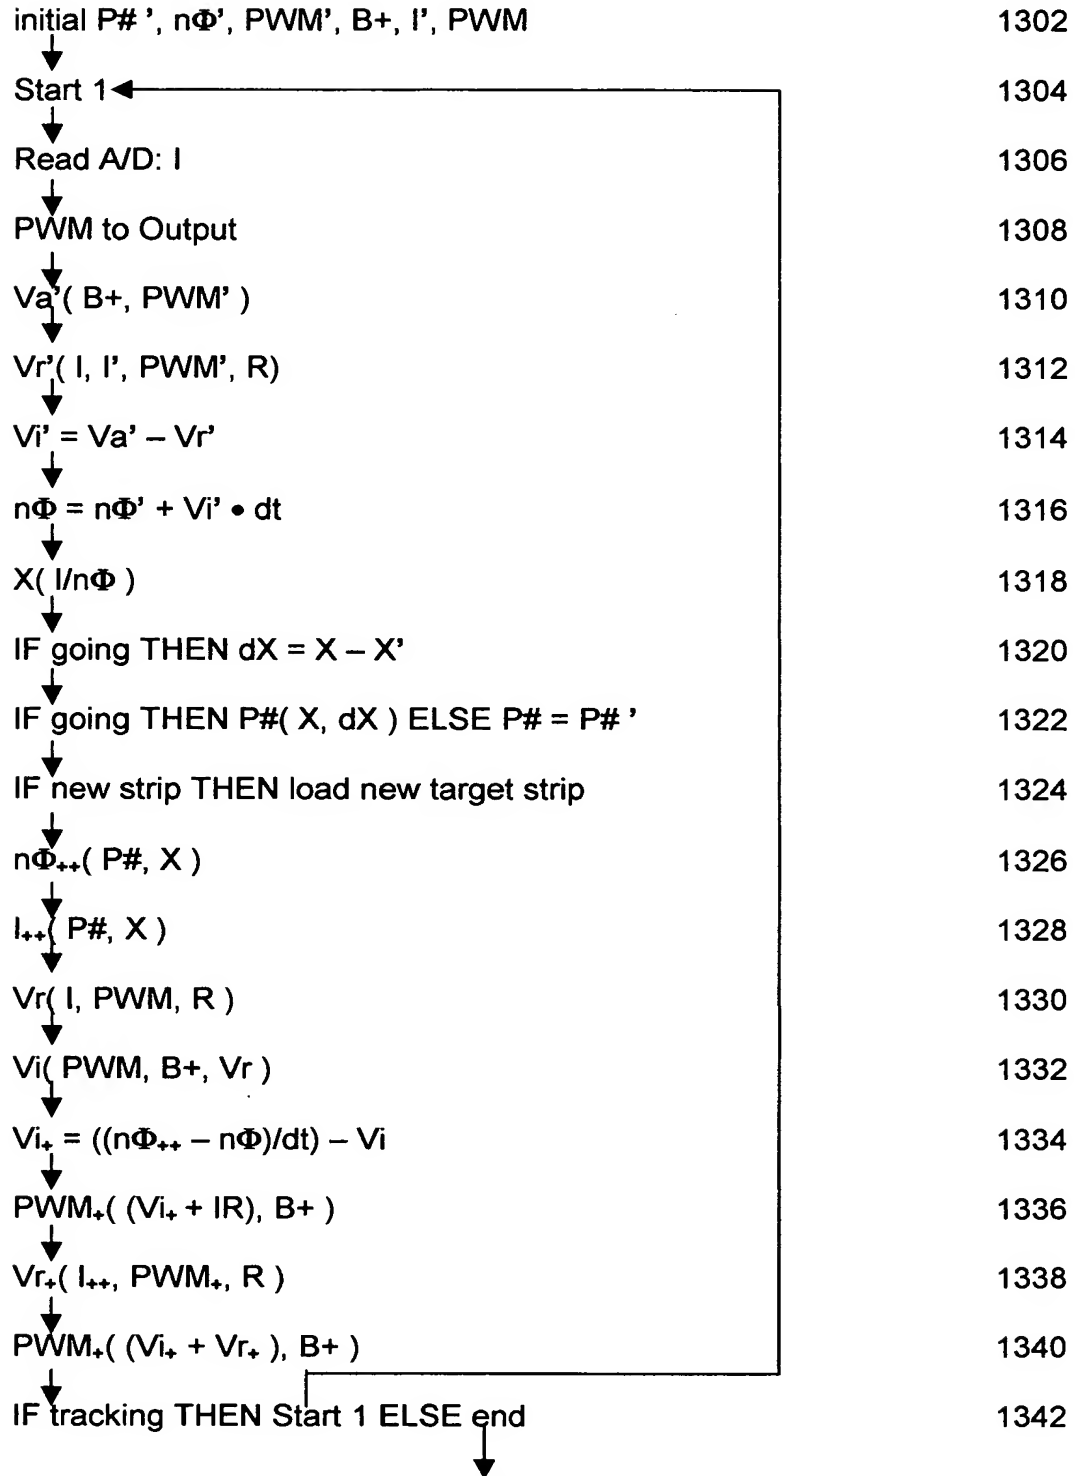 initial P# ', nΦ', PWM', B+, I', PWM 1302
Start 1 1304
Read A/D: I 1306
PWM to Output 1308
Va'( B+, PWM' ) 1310
Vr'( I, I', PWM', R) 1312
Vi' = Va' – Vr' 1314
nΦ = nΦ' + Vi' • dt 1316
X( I/nΦ ) 1318
IF going THEN dX = X – X' 1320
IF going THEN P#( X, dX ) ELSE P# = P# ' 1322
IF new strip THEN load new target strip 1324
nΦ₊₊( P#, X ) 1326
I₊₊( P#, X ) 1328
Vr( I, PWM, R ) 1330
Vi( PWM, B+, Vr ) 1332
Vi₊ = ((nΦ₊₊ – nΦ)/dt) – Vi 1334
PWM₊( (Vi₊ + IR), B+ ) 1336
Vr₊( I₊₊, PWM₊, R ) 1338
PWM₊( (Vi₊ + Vr₊ ), B+ ) 1340
IF tracking THEN Start 1 ELSE end 1342